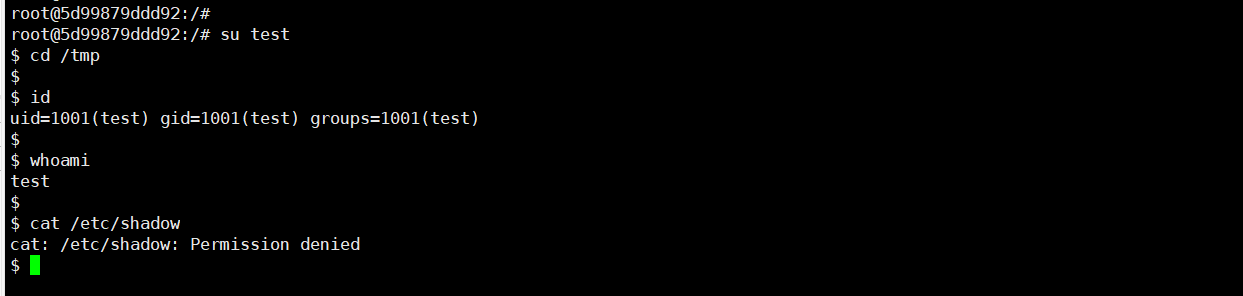 root@5d99879ddd92:/#
root@5d99879ddd92:/# su test
$ cd /tmp
$
$ id
uid=1001(test) gid=1001(test) groups=1001(test)
$
$ whoami
test
$
$ cat /etc/shadow
cat: /etc/shadow: Permission denied
$